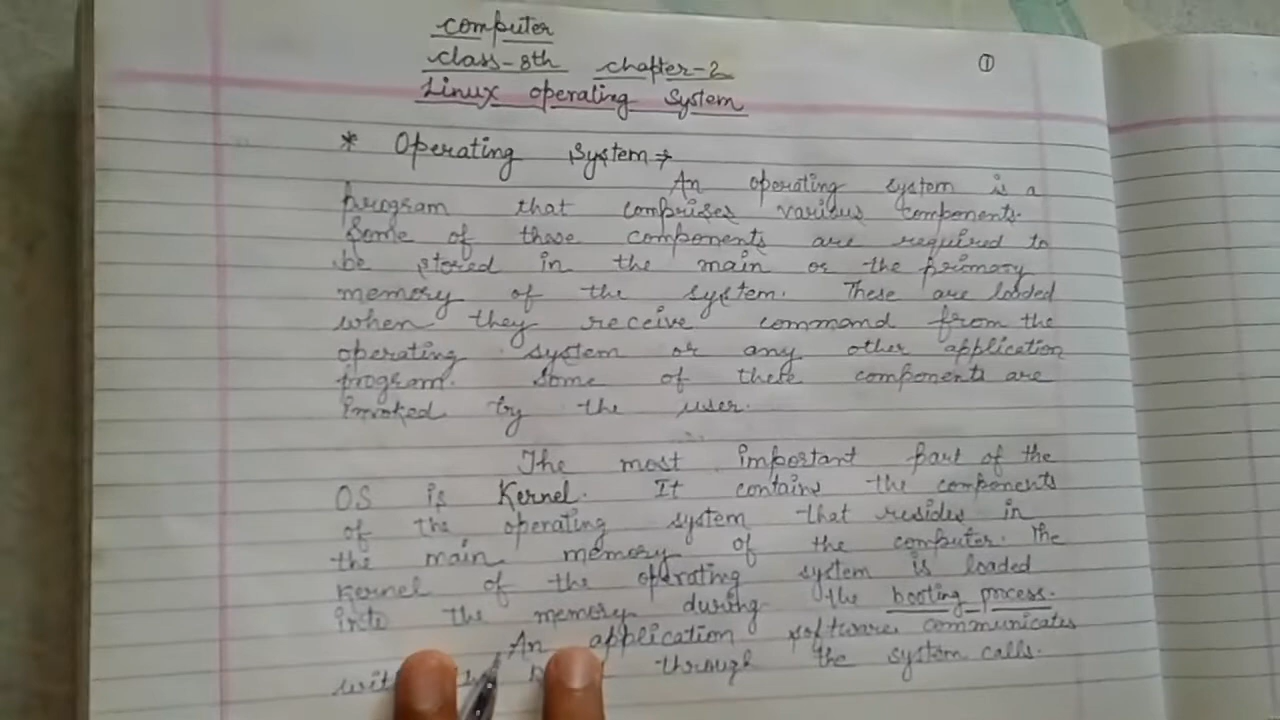 computer
class-8th chapter-2
①
Linux operating System
* Operating System⇒
An operating system is a
program that comprises various components.
Some of these components are required to
be stored in the main or the primary
memory of the system. These are loaded
when they receive command from the
operating system or any other application
program. Some of these components are
invoked by the user.
The most important part of the
OS is Kernel. It contains the components
of the operating system that resides in
the main memory of the computer. The
Kernel of the operating system is loaded
into the memory during the booting process.
An application software communicates
through the system calls.